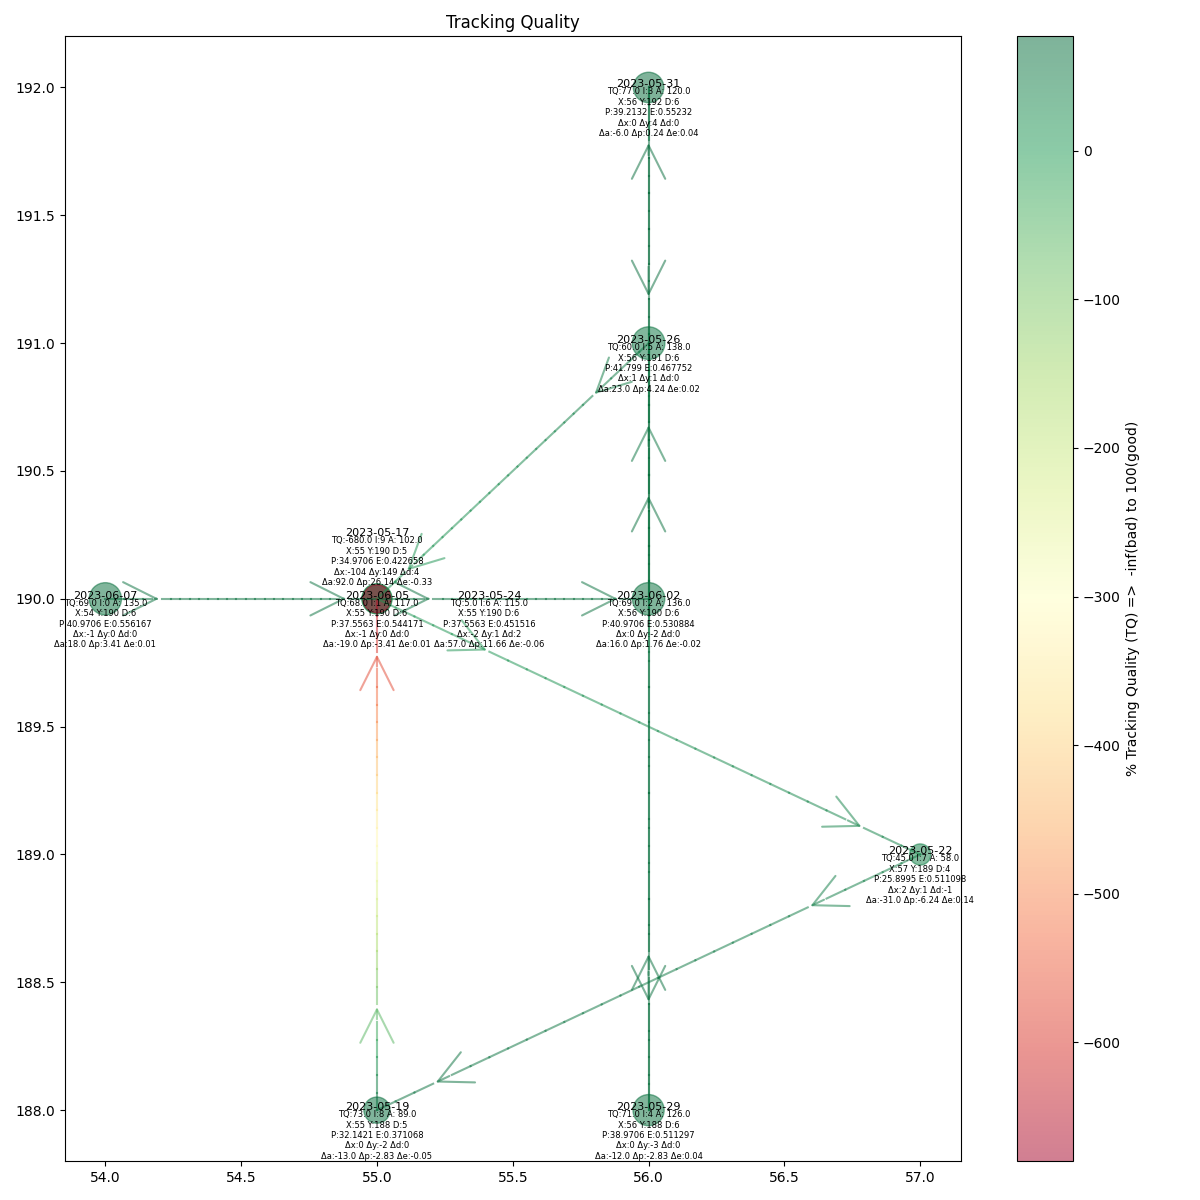 Tracking Quality
192.0
191.5
191.0
190.5
190.0
189.5
189.0
188.5
188.0
54.0
54.5
55.0
55.5
56.0
56.5
57.0
2023-05-31
TQ:77.0 I:3 A: 120.0
X:56 Y:192 D:6
P:39.2132 E:0.55232
Δx:0 Δy:4 Δd:0
Δa:-6.0 Δp:0.24 Δe:0.04
2023-05-26
TQ:60.0 I:5 A: 138.0
X:56 Y:191 D:6
P:41.799 E:0.467752
Δx:1 Δy:1 Δd:0
Δa:23.0 Δp:4.24 Δe:0.02
2023-05-17
TQ:-680.0 I:9 A: 102.0
X:55 Y:190 D:5
P:34.9706 E:0.422658
Δx:-104 Δy:149 Δd:4
Δa:92.0 Δp:26.14 Δe:-0.33
2023-06-07
TQ:69.0 I:0 A: 135.0
X:54 Y:190 D:6
P:40.9706 E:0.556167
Δx:-1 Δy:0 Δd:0
Δa:18.0 Δp:3.41 Δe:0.01
2023-06-05
TQ:68.0 I:1 A: 117.0
X:55 Y:190 D:6
P:37.5563 E:0.544171
Δx:-1 Δy:0 Δd:0
Δa:-19.0 Δp:-3.41 Δe:0.01
2023-05-24
TQ:5.0 I:6 A: 115.0
X:55 Y:190 D:6
P:37.5563 E:0.451516
Δx:-2 Δy:1 Δd:2
Δa:57.0 Δp:11.66 Δe:-0.06
2023-06-02
TQ:69.0 I:2 A: 136.0
X:56 Y:190 D:6
P:40.9706 E:0.530884
Δx:0 Δy:-2 Δd:0
Δa:16.0 Δp:1.76 Δe:-0.02
2023-05-22
TQ:45.0 I:7 A: 58.0
X:57 Y:189 D:4
P:25.8995 E:0.511098
Δx:2 Δy:1 Δd:-1
Δa:-31.0 Δp:-6.24 Δe:0.14
2023-05-19
TQ:73.0 I:8 A: 89.0
X:55 Y:188 D:5
P:32.1421 E:0.371068
Δx:0 Δy:-2 Δd:0
Δa:-13.0 Δp:-2.83 Δe:-0.05
2023-05-29
TQ:71.0 I:4 A: 126.0
X:56 Y:188 D:6
P:38.9706 E:0.511297
Δx:0 Δy:-3 Δd:0
Δa:-12.0 Δp:-2.83 Δe:0.04
0
−100
−200
−300
−400
−500
−600
% Tracking Quality (TQ) => -inf(bad) to 100(good)